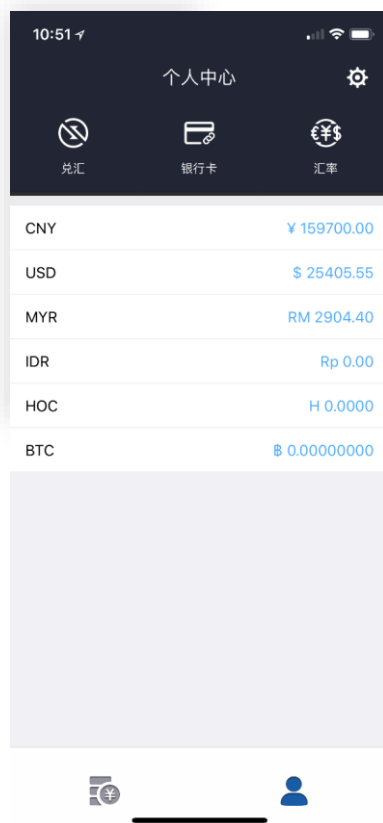 10:51
个人中心
兑汇 银行卡 汇率
CNY ¥ 159700.00
USD $ 25405.55
MYR RM 2904.40
IDR Rp 0.00
HOC H 0.0000
BTC ฿ 0.00000000